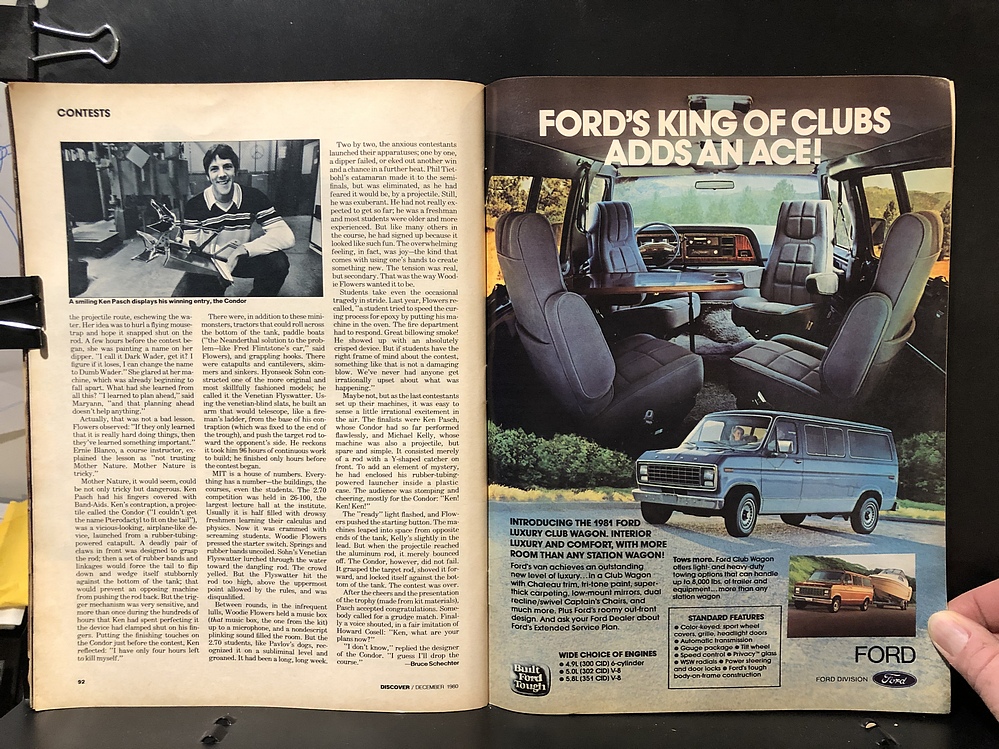 CONTESTS
A smiling Ken Pasch displays his winning entry, the Condor
the projectile route, eschewing the wa-
ter. Her idea was to hurl a flying mouse-
trap and hope it snapped shut on the
rod. A few hours before the contest be-
gan, she was painting a name on her
dipper. "I call it Dark Wader, get it? I
figure if it loses, I can change the name
to Dumb Wader." She glared at her ma-
chine, which was already beginning to
fall apart. What had she learned from
all this? "I learned to plan ahead," said
Maryann, "and that planning ahead
doesn't help anything."
Actually, that was not a bad lesson.
Flowers observed: "If they only learned
that it is really hard doing things, then
they've learned something important."
Ernie Blanco, a course instructor, ex-
plained the lesson as "not trusting
Mother Nature. Mother Nature is
tricky."
Mother Nature, it would seem, could
be not only tricky but dangerous. Ken
Pasch had his fingers covered with
Band-Aids. Ken's contraption, a projec-
tile called the Condor ("I couldn't get
the name Pterodactyl to fit on the tail"),
was a vicious-looking, airplane-like de-
vice, launched from a rubber-tubing-
powered catapult. A deadly pair of
claws in front was designed to grasp
the rod; then a set of rubber bands and
linkages would force the tail to flip
down and wedge itself stubbornly
against the bottom of the tank; that
would prevent an opposing machine
from pushing the rod back. But the trig-
ger mechanism was very sensitive, and
more than once during the hundreds of
hours that Ken had spent perfecting it
the device had clamped shut on his fin-
gers. Putting the finishing touches on
the Condor just before the contest, Ken
reflected: "I have only four hours left
to kill myself."
There were, in addition to these mini-
monsters, tractors that could roll across
the bottom of the tank, paddle boats
("the Neanderthal solution to the prob-
lem—like Fred Flintstone's car," said
Flowers), and grappling hooks. There
were catapults and cantilevers, skim-
mers and sinkers. Hyonseok Sohn con-
structed one of the more original and
most skillfully fashioned models; he
called it the Venetian Flyswatter. Us-
ing the venetian-blind slats, he built an
arm that would telescope, like a fire-
man's ladder, from the base of his con-
traption (which was fixed to the end of
the trough), and push the target rod to-
ward the opponent's side. He reckons
it took him 96 hours of continuous work
to build; he finished only hours before
the contest began.
MIT is a maze of numbers. Every-
thing has a number—the buildings, the
courses, even the students. The 2.70
competition was held in 26-100, the
largest lecture hall at the institute.
Usually it is half filled with drowsy
freshmen learning their calculus and
physics. Now it was crammed with
screaming students. Woodie Flowers
pressed the starter switch. Springs and
rubber bands uncoiled. Sohn's Venetian
Flyswatter lurched through the water
toward the dangling rod. The crowd
yelled. But the Flyswatter hit the
rod too high, above the uppermost
point allowed by the rules, and was
disqualified.
Between rounds, in the infrequent
lulls, Woodie Flowers held a music box
(that music box, the one from the kit)
up to a microphone, and a nondescript
plinking sound filled the room. But the
2.70 students, like Pavlov's dogs, rec-
ognized it on a subliminal level and
groaned. It had been a long, long week.
Two by two, the anxious contestants
launched their apparatuses; one by one,
a dipper failed, or eked out another win
and a chance in a further beat. Phil Tiet-
bohl's catamaran made it to the semi-
finals, but was eliminated, as he had
feared it would be, by a projectile. Still,
he was exuberant. He had not really ex-
pected to get so far; he was a freshman
and most students were older and more
experienced. But like many others in
the course, he had signed up because it
looked like such fun. The overwhelming
feeling, in fact, was joy—the kind that
comes with using one's hands to create
something new. The tension was real,
but secondary. That was the way Wood-
ie Flowers wanted it to be.
Students take even the occasional
tragedy in stride. Last year, Flowers re-
called, "a student tried to speed the cur-
ing process for epoxy by putting his ma-
chine in the oven. The fire department
had to respond. Great billowing smoke!
He showed up with an absolutely
crisped device. But if students have the
right frame of mind about the contest,
something like that is not a damaging
blow. We've never had anyone get
irrationally upset about what was
happening."
Maybe not, but as the last contestants
set up their machines, it was easy to
sense a little irrational excitement in
the air. The finalists were Ken Pasch,
whose Condor had so far performed
flawlessly, and Michael Kelly, whose
machine was also a projectile, but
spare and simple. It consisted merely
of a rod with a Y-shaped catcher on
front. To add an element of mystery,
he had enclosed his rubber-tubing-
powered launcher inside a plastic
case. The audience was stomping and
cheering, mostly for the Condor: "Ken!
Ken! Ken!"
The "ready" light flashed, and Flow-
ers pushed the starting button. The ma-
chines leaped into space from opposite
ends of the tank, Kelly's slightly in the
lead. But when the projectile reached
the aluminum rod, it merely bounced
off. The Condor, however, did not fail.
It grasped the target rod, shoved it for-
ward, and locked itself against the bot-
tom of the tank. The contest was over.
After the cheers and the presentation
of the trophy (made from kit materials),
Pasch accepted congratulations. Some-
body called for a grudge match. Final-
ly a voice shouted, in fair imitation of
Howard Cosell: "Ken, what are your
plans now?"
"I don't know," replied the designer
of the Condor. "I guess I'll drop the
course."
—Bruce Schechter
92
DISCOVER / DECEMBER 1980
FORD'S KING OF CLUBS
ADDS AN ACE!
INTRODUCING THE 1981 FORD
LUXURY CLUB WAGON. INTERIOR
LUXURY AND COMFORT, WITH MORE
ROOM THAN ANY STATION WAGON!
Ford's van achieves an outstanding
new level of luxury...in a Club Wagon
with Chateau trim, tri-tone paint, super-
thick carpeting, low-mount mirrors, dual
recline/swivel Captain's Chairs, and
much more. Plus Ford's roomy out-front
design. And ask your Ford Dealer about
Ford's Extended Service Plan.
Built
Ford
Tough
WIDE CHOICE OF ENGINES
• 4.9L (300 CID) 6-cylinder
• 5.0L (302 CID) V-8
• 5.8L (351 CID) V-8
Tows more. Ford Club Wagon
offers light- and heavy-duty
towing options that can handle
up to 8,000 lbs. of trailer and
equipment... more than any
station wagon.
STANDARD FEATURES
• Color-keyed: sport wheel
covers, grille, headlight doors
• Automatic transmission
• Gauge package • Tilt wheel
• Speed control • Privacy™ glass
• WSW radials • Power steering
and door locks • Ford's tough
body-on-frame construction
FORD
FORD DIVISION
Ford